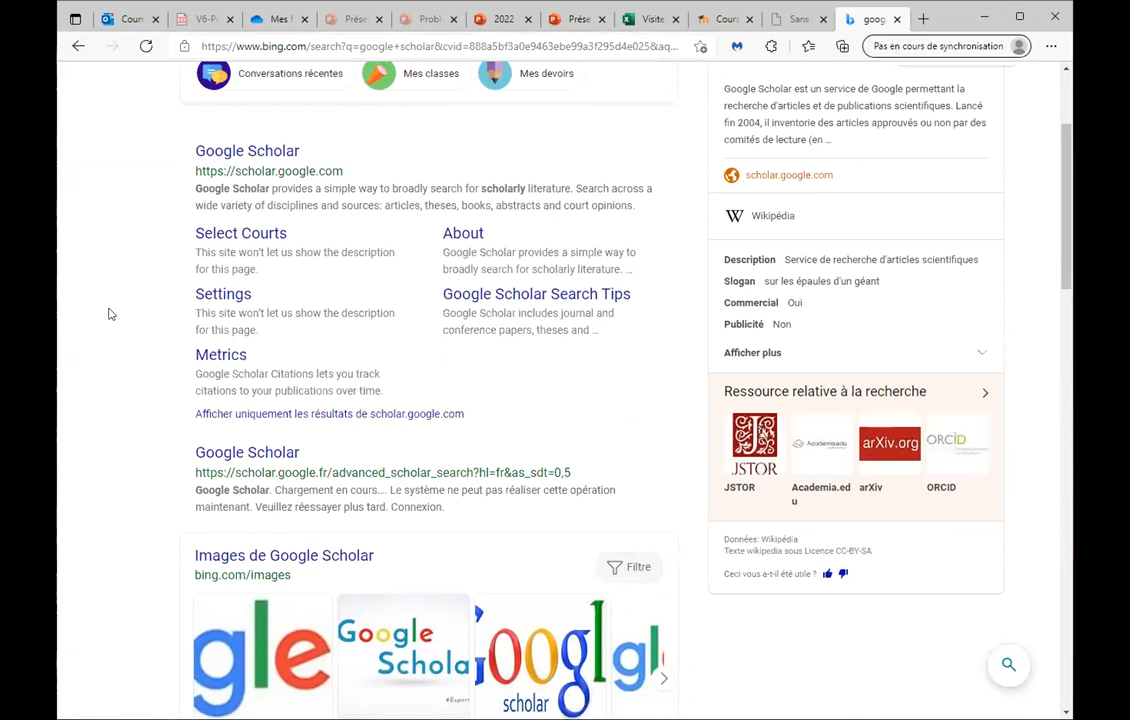 Courr
V6-P
Mes f
Prése
Probl
2022
Prése
Visite
Cours
Sans
goog
https://www.bing.com/search?q=google+scholar&cvid=888a5bf3a0e9463ebe99a3f295d4e025&aq...
Pas en cours de synchronisation
Conversations récentes
Mes classes
Mes devoirs
Google Scholar
https://scholar.google.com
Google Scholar provides a simple way to broadly search for scholarly literature. Search across a
wide variety of disciplines and sources: articles, theses, books, abstracts and court opinions.
Select Courts
This site won't let us show the description
for this page.
About
Google Scholar provides a simple way to
broadly search for scholarly literature. ...
Settings
This site won't let us show the description
for this page.
Google Scholar Search Tips
Google Scholar includes journal and
conference papers, theses and ...
Metrics
Google Scholar Citations lets you track
citations to your publications over time.
Afficher uniquement les résultats de scholar.google.com
Google Scholar
https://scholar.google.fr/advanced_scholar_search?hl=fr&as_sdt=0,5
Google Scholar. Chargement en cours.... Le système ne peut pas réaliser cette opération
maintenant. Veuillez réessayer plus tard. Connexion.
Images de Google Scholar
bing.com/images
Filtre
gle
Google
Schola
#Exper
Googl
scholar
gl
Google Scholar est un service de Google permettant la
recherche d'articles et de publications scientifiques. Lancé
fin 2004, il inventorie des articles approuvés ou non par des
comités de lecture (en ...
scholar.google.com
W Wikipédia
Description Service de recherche d'articles scientifiques
Slogan sur les épaules d'un géant
Commercial Oui
Publicité Non
Afficher plus
Ressource relative à la recherche
JSTOR
Academia.edu
arXiv.org
ORCID
JSTOR
Academia.ed
u
arXiv
ORCID
Données: Wikipédia
Texte wikipedia sous Licence CC-BY-SA
Ceci vous a-t-il été utile ?